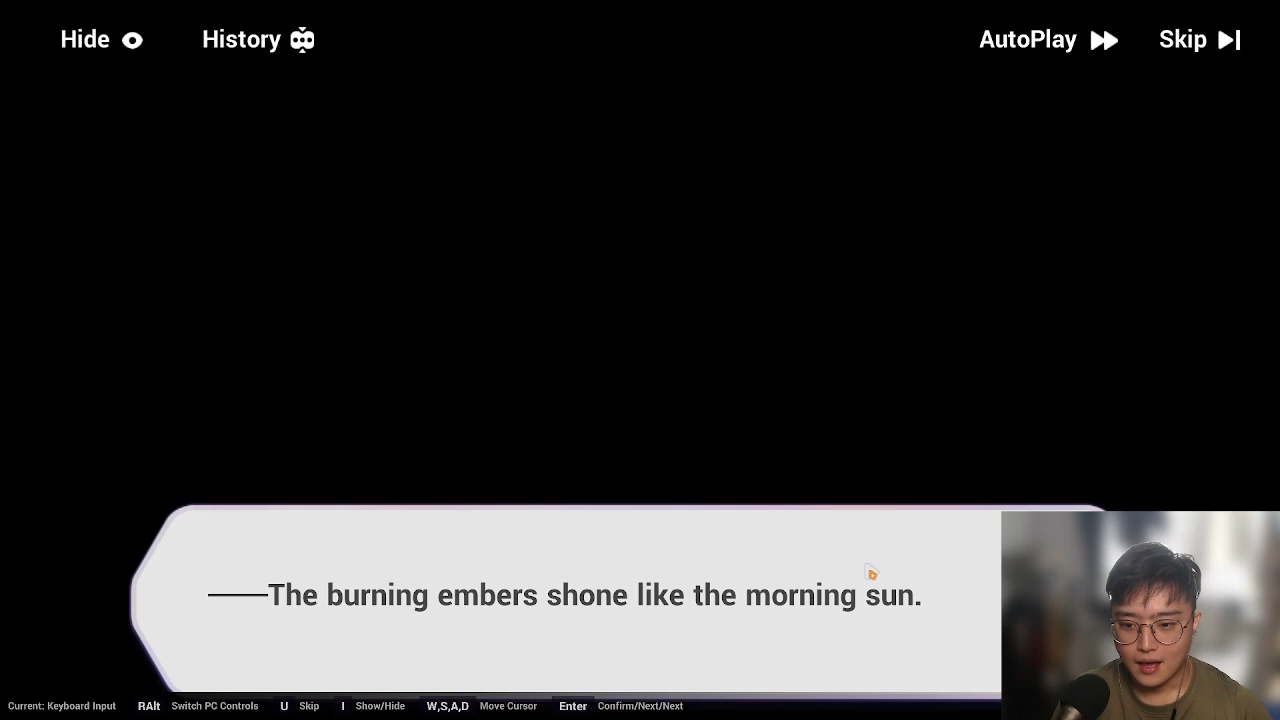 Hide
History
AutoPlay
Skip
——The burning embers shone like the morning sun.
Current: Keyboard Input RAlt Switch PC Controls U Skip I Show/Hide W,S,A,D Move Cursor Enter Confirm/Next/Next